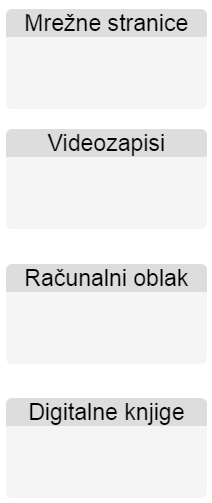 Mrežne stranice
Videozapisi
Računalni oblak
Digitalne knjige